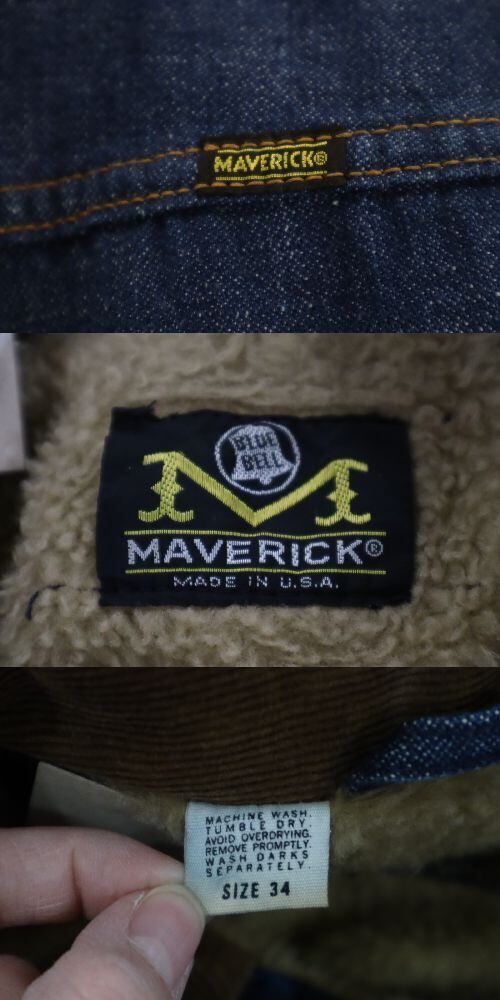 MAVERICK®
BLUE
BELL
M
MAVERICK®
MADE IN U.S.A.
MACHINE WASH.
TUMBLE DRY.
AVOID OVERDRYING.
REMOVE PROMPTLY.
WASH DARKS
SEPARATELY.
SIZE 34